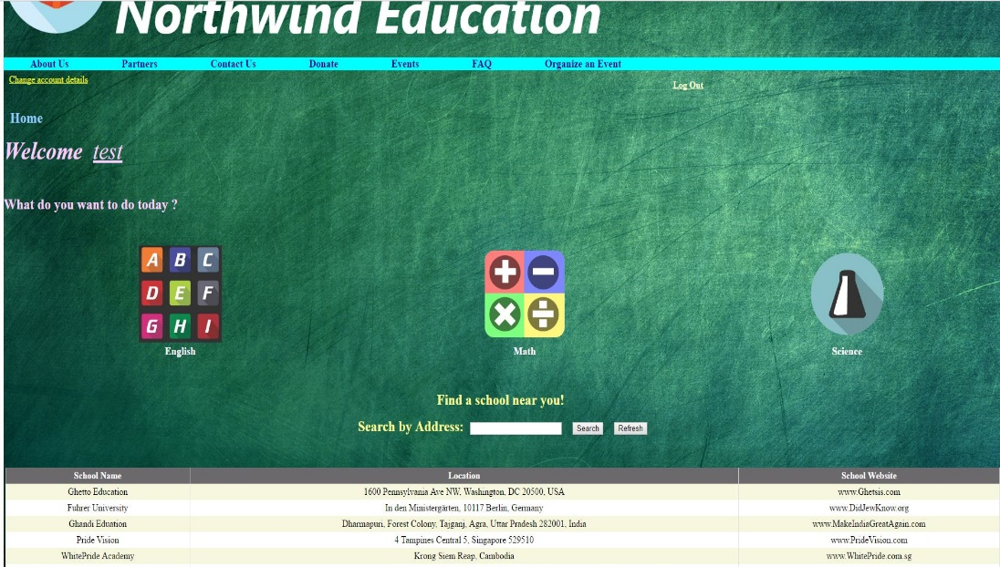 Northwind Education
About Us Partners Contact Us Donate Events FAQ Organize an Event
Change account details
Log Out
Home
Welcome test
What do you want to do today ?
A B C
D E F
G H I
English
Math
Science
Find a school near you!
Search by Address: Search Refresh
School Name Location School Website
Ghetto Education 1600 Pennsylvania Ave NW, Washington, DC 20500, USA www.Ghetsis.com
Fuhrer University In den Ministergärten, 10117 Berlin, Germany www.DidJewKnow.org
Ghandi Eduation Dharmapuri, Forest Colony, Tajganj, Agra, Uttar Pradesh 282001, India www.MakeIndiaGreatAgain.com
Pride Vision 4 Tampines Central 5, Singapore 529510 www.PrideVision.com
WhitePride Academy Krong Siem Reap, Cambodia www.WhitePride.com.sg